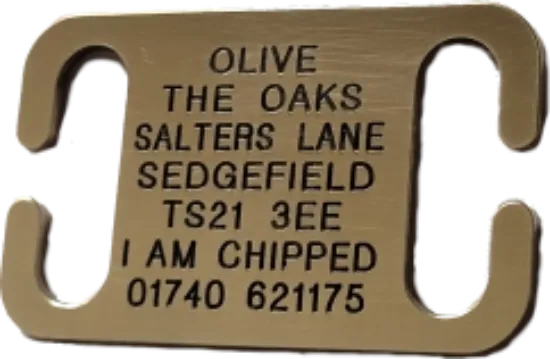 OLIVE
THE OAKS
SALTERS LANE
SEDGEFIELD
TS21 3EE
I AM CHIPPED
01740 621175